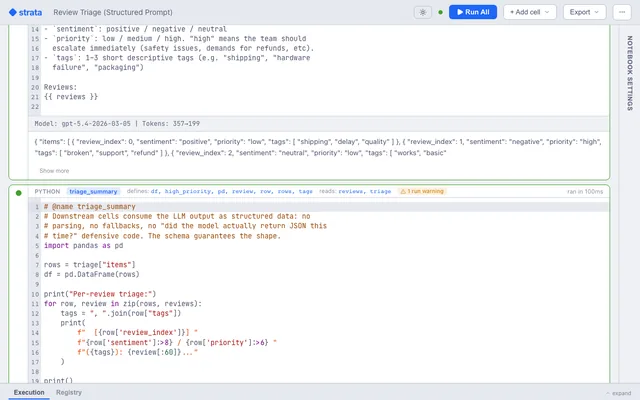 strata
Review Triage (Structured Prompt)
Run All
+ Add cell
Export
14 - `sentiment`: positive / negative / neutral
15 - `priority`: low / medium / high. "high" means the team should
16 escalate immediately (safety issues, demands for refunds, etc).
17 - `tags`: 1-3 short descriptive tags (e.g. "shipping", "hardware
18 failure", "packaging")
19
20 Reviews:
21 {{ reviews }}
22
NOTEBOOK SETTINGS
Model: gpt-5.4-2026-03-05 | Tokens: 357→199
{ "items": [ { "review_index": 0, "sentiment": "positive", "priority": "low", "tags": [ "shipping", "delay", "quality" ] }, { "review_index": 1, "sentiment": "negative", "priority": "high",
"tags": [ "broken", "support", "refund" ] }, { "review_index": 2, "sentiment": "neutral", "priority": "low", "tags": [ "works", "basic"
Show more
PYTHON triage_summary defines: df, high_priority, pd, review, row, rows, tags reads: reviews, triage ⚠ 1 run warning ran in 100ms
1 # @name triage_summary
2 # Downstream cells consume the LLM output as structured data: no
3 # parsing, no fallbacks, no "did the model actually return JSON this
4 # time?" defensive code. The schema guarantees the shape.
5 import pandas as pd
6
7 rows = triage["items"]
8 df = pd.DataFrame(rows)
9
10 print("Per-review triage:")
11 for row, review in zip(rows, reviews):
12 tags = ", ".join(row["tags"])
13 print(
14 f" [{row['review_index']}] "
15 f"{row['sentiment']:>8} / {row['priority']:>6} "
16 f"({tags}): {review[:60]}..."
17 )
18
19 print()
Execution
Registry
expand